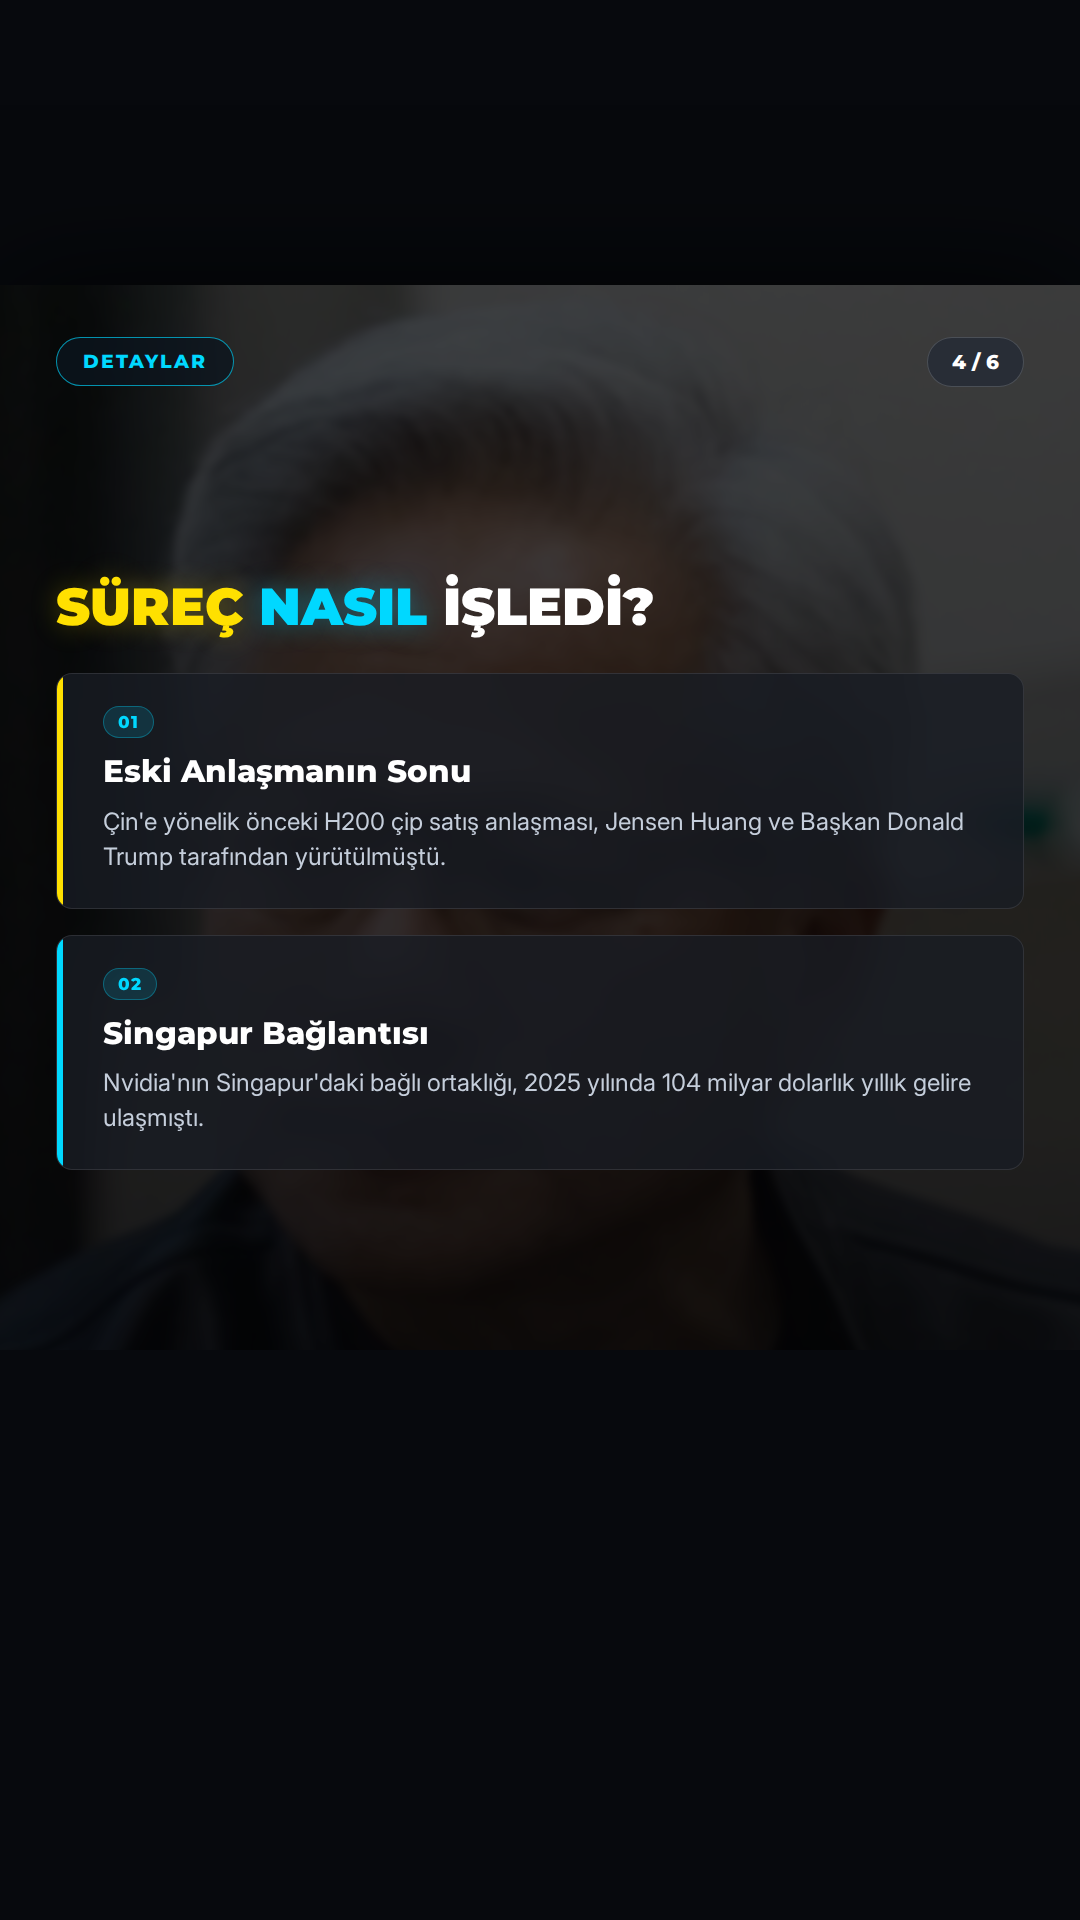 DETAYLAR
4 / 6
SÜREÇ NASIL İŞLEDİ?
01
Eski Anlaşmanın Sonu
Çin'e yönelik önceki H200 çip satış anlaşması, Jensen Huang ve Başkan Donald
Trump tarafından yürütülmüştü.
02
Singapur Bağlantısı
Nvidia'nın Singapur'daki bağlı ortaklığı, 2025 yılında 104 milyar dolarlık yıllık gelire
ulaşmıştı.